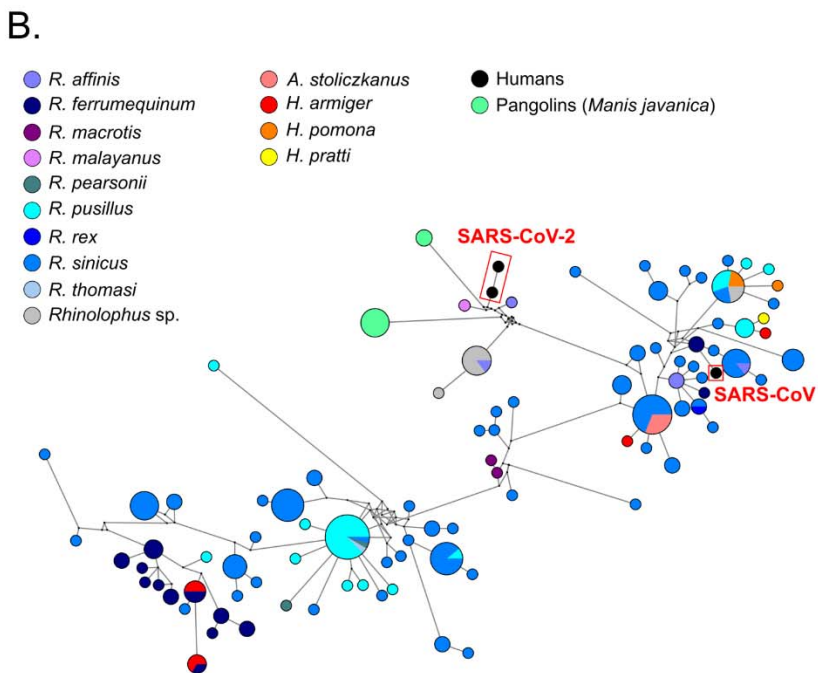 B.
R. affinis
R. ferrumequinum
R. macrotis
R. malayanus
R. pearsonii
R. pusillus
R. rex
R. sinicus
R. thomasi
Rhinolophus sp.
A. stoliczkanus
H. armiger
H. pomona
H. pratti
Humans
Pangolins (Manis javanica)
SARS-CoV-2
SARS-CoV